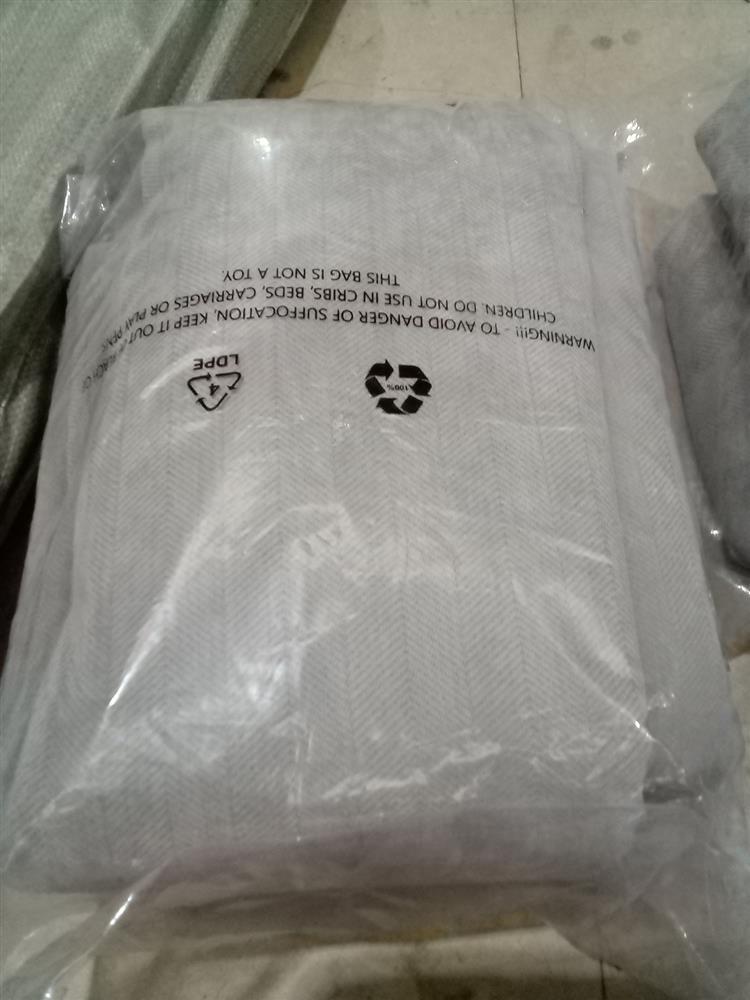 WARNING!!! - TO AVOID DANGER OF SUFFOCATION, KEEP IT OUT
CHILDREN. DO NOT USE IN CRIBS, BEDS, CARRIAGES OR PLAY PENS.
THIS BAG IS NOT A TOY.
100%
4
LDPE